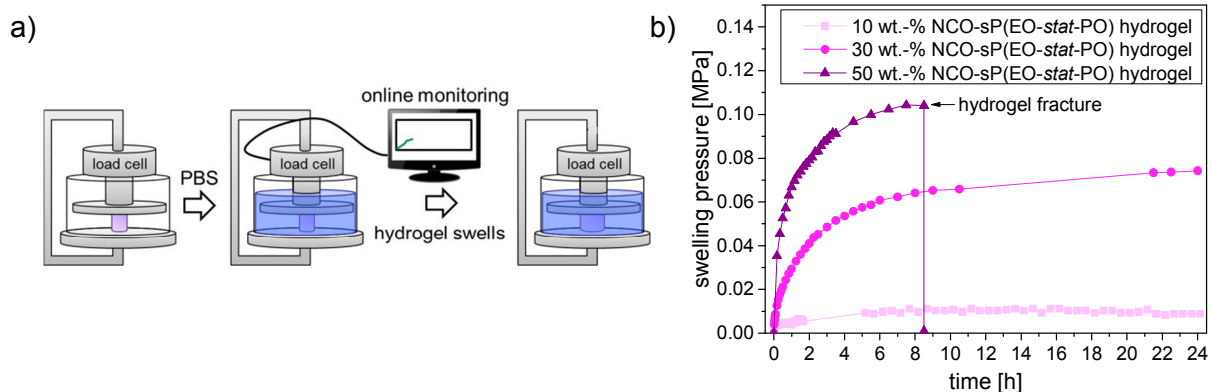 a)
load cell
PBS
online monitoring
load cell
hydrogel swells
load cell
b)
swelling pressure [MPa]
0.14
0.12
0.10
0.08
0.06
0.04
0.02
0.00
10 wt.-% NCO-sP(EO-stat-PO) hydrogel
30 wt.-% NCO-sP(EO-stat-PO) hydrogel
50 wt.-% NCO-sP(EO-stat-PO) hydrogel
hydrogel fracture
0 2 4 6 8 10 12 14 16 18 20 22 24
time [h]